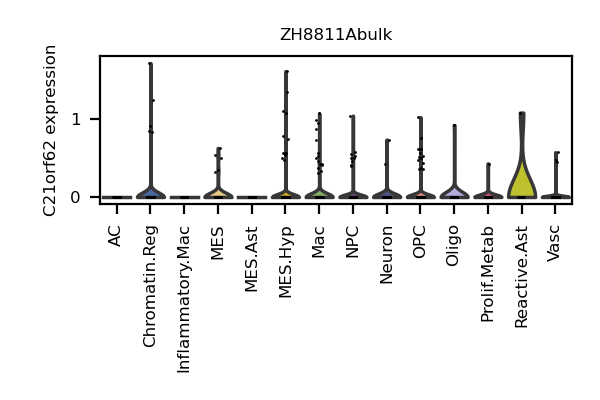 ZH8811Abulk
C21orf62 expression
1
0
AC
Chromatin.Reg
Inflammatory.Mac
MES
MES.Ast
MES.Hyp
Mac
NPC
Neuron
OPC
Oligo
Prolif.Metab
Reactive.Ast
Vasc